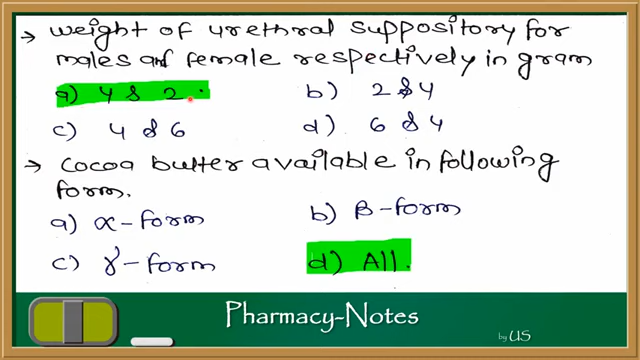 → weight of urethral suppository for
males and female respectively in gram
a) 4 & 2. b) 2 & 4
c) 4 & 6 d) 6 & 4
→ cocoa butter available in following
form.
a) α-form b) β-form
c) γ-form d) All.
Pharmacy-Notes
by US